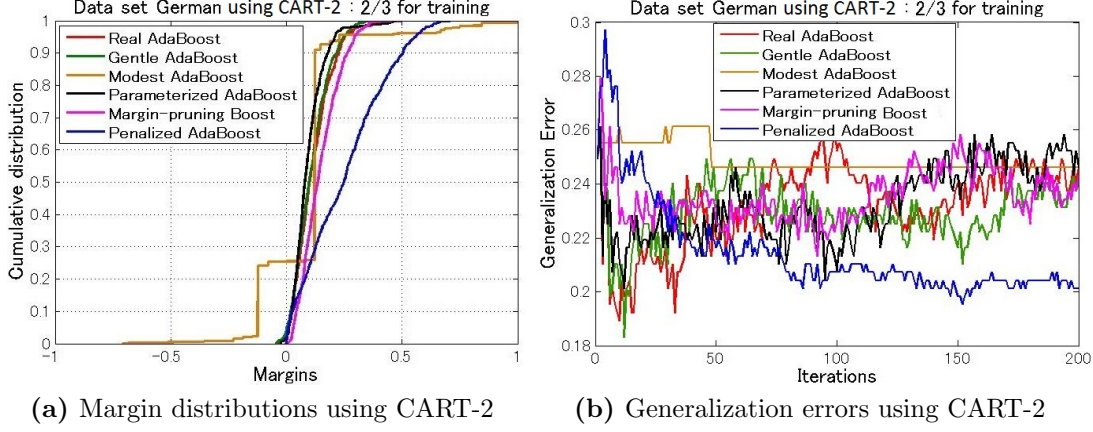 Data set German using CART-2 : 2/3 for training
Cumulative distribution
1
0.9
0.8
0.7
0.6
0.5
0.4
0.3
0.2
0.1
0
-1
-0.5
0
0.5
1
Margins
Real AdaBoost
Gentle AdaBoost
Modest AdaBoost
Parameterized AdaBoost
Margin-pruning Boost
Penalized AdaBoost
(a) Margin distributions using CART-2
Data set German using CART-2 : 2/3 for training
Generalization Error
0.3
0.28
0.26
0.24
0.22
0.2
0.18
0
50
100
150
200
Iterations
Real AdaBoost
Gentle AdaBoost
Modest AdaBoost
Parameterized AdaBoost
Margin-pruning Boost
Penalized AdaBoost
(b) Generalization errors using CART-2